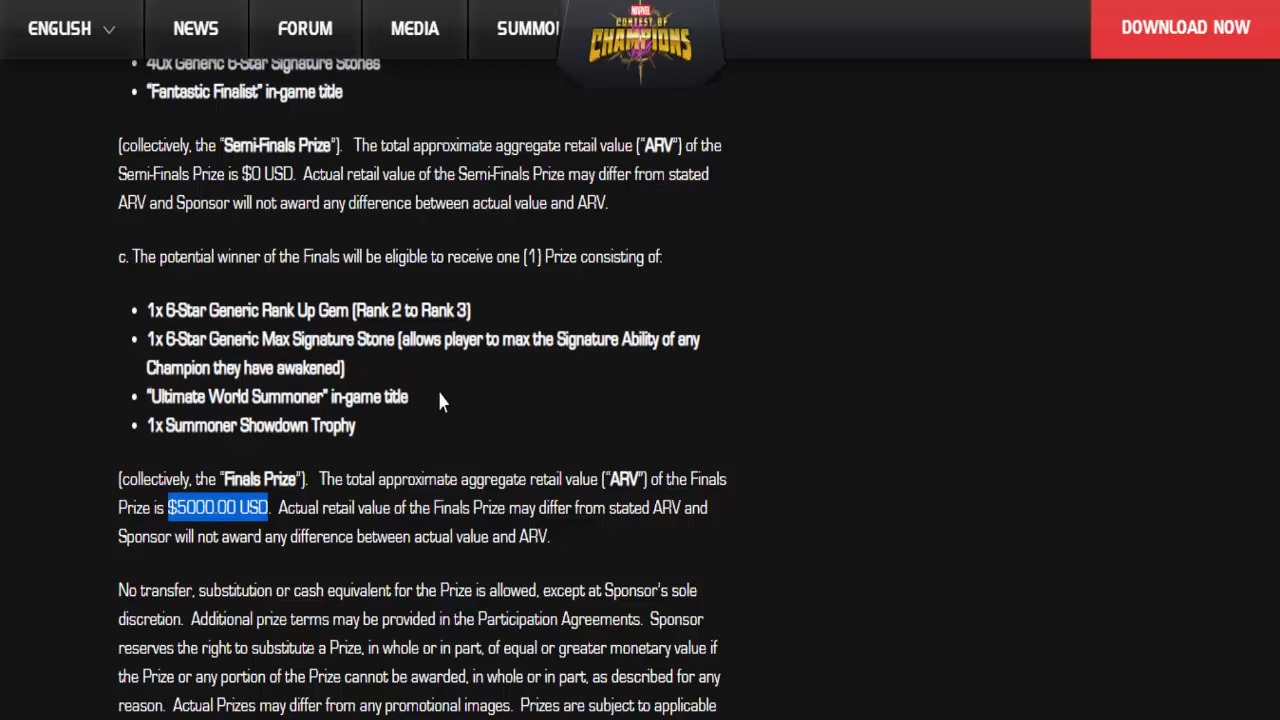 ENGLISH NEWS FORUM MEDIA SUMMO MARVEL CONTEST OF CHAMPIONS DOWNLOAD NOW
• 40x Generic 6-Star Signature Stones
• "Fantastic Finalist" in-game title
(collectively, the "Semi-Finals Prize"). The total approximate aggregate retail value ("ARV") of the
Semi-Finals Prize is $0 USD. Actual retail value of the Semi-Finals Prize may differ from stated
ARV and Sponsor will not award any difference between actual value and ARV.
c. The potential winner of the Finals will be eligible to receive one (1) Prize consisting of:
• 1x 6-Star Generic Rank Up Gem (Rank 2 to Rank 3)
• 1x 6-Star Generic Max Signature Stone (allows player to max the Signature Ability of any
Champion they have awakened)
• "Ultimate World Summoner" in-game title
• 1x Summoner Showdown Trophy
(collectively, the "Finals Prize"). The total approximate aggregate retail value ("ARV") of the Finals
Prize is $5000.00 USD. Actual retail value of the Finals Prize may differ from stated ARV and
Sponsor will not award any difference between actual value and ARV.
No transfer, substitution or cash equivalent for the Prize is allowed, except at Sponsor's sole
discretion. Additional prize terms may be provided in the Participation Agreements. Sponsor
reserves the right to substitute a Prize, in whole or in part, of equal or greater monetary value if
the Prize or any portion of the Prize cannot be awarded, in whole or in part, as described for any
reason. Actual Prizes may differ from any promotional images. Prizes are subject to applicable